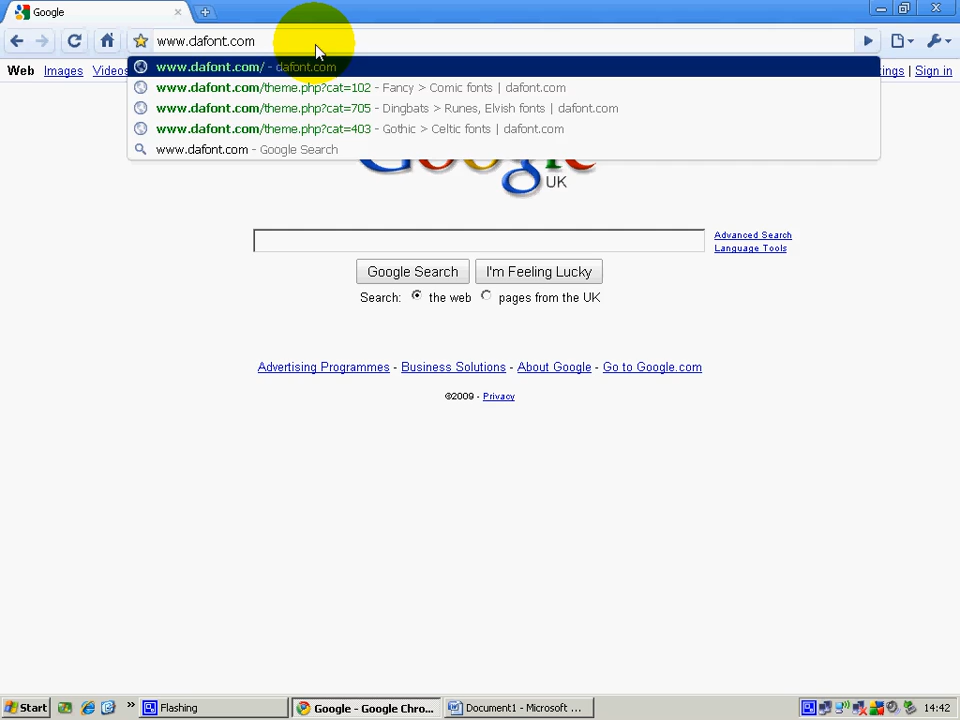 Google
www.dafont.com
www.dafont.com/ - dafont.com
www.dafont.com/theme.php?cat=102 - Fancy > Comic fonts | dafont.com
www.dafont.com/theme.php?cat=705 - Dingbats > Runes, Elvish fonts | dafont.com
www.dafont.com/theme.php?cat=403 - Gothic > Celtic fonts | dafont.com
www.dafont.com - Google Search
Web Images Videos ings | Sign in
Google
UK
Advanced Search
Language Tools
Google Search I'm Feeling Lucky
Search: the web pages from the UK
Advertising Programmes - Business Solutions - About Google - Go to Google.com
©2009 - Privacy
Start » Flashing Google - Google Chro... Document1 - Microsoft ... 14:42